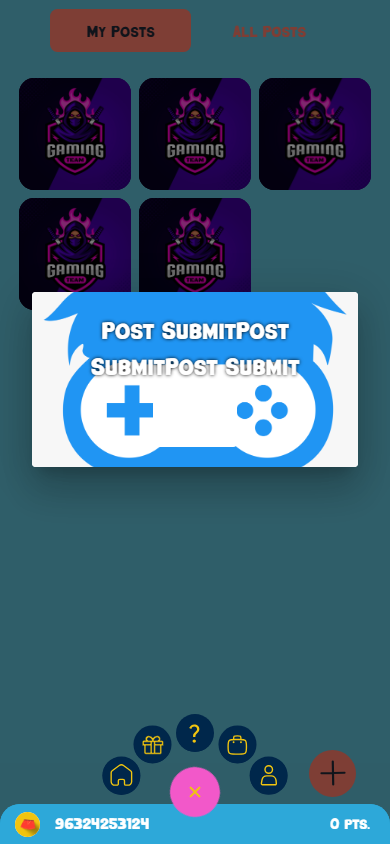 My Posts
All Posts
GAMING
TEAM
GAMING
TEAM
GAMING
TEAM
GAMING
TEAM
GAMING
TEAM
Post SubmitPost
SubmitPost Submit
?
96324253124
0 PTS.